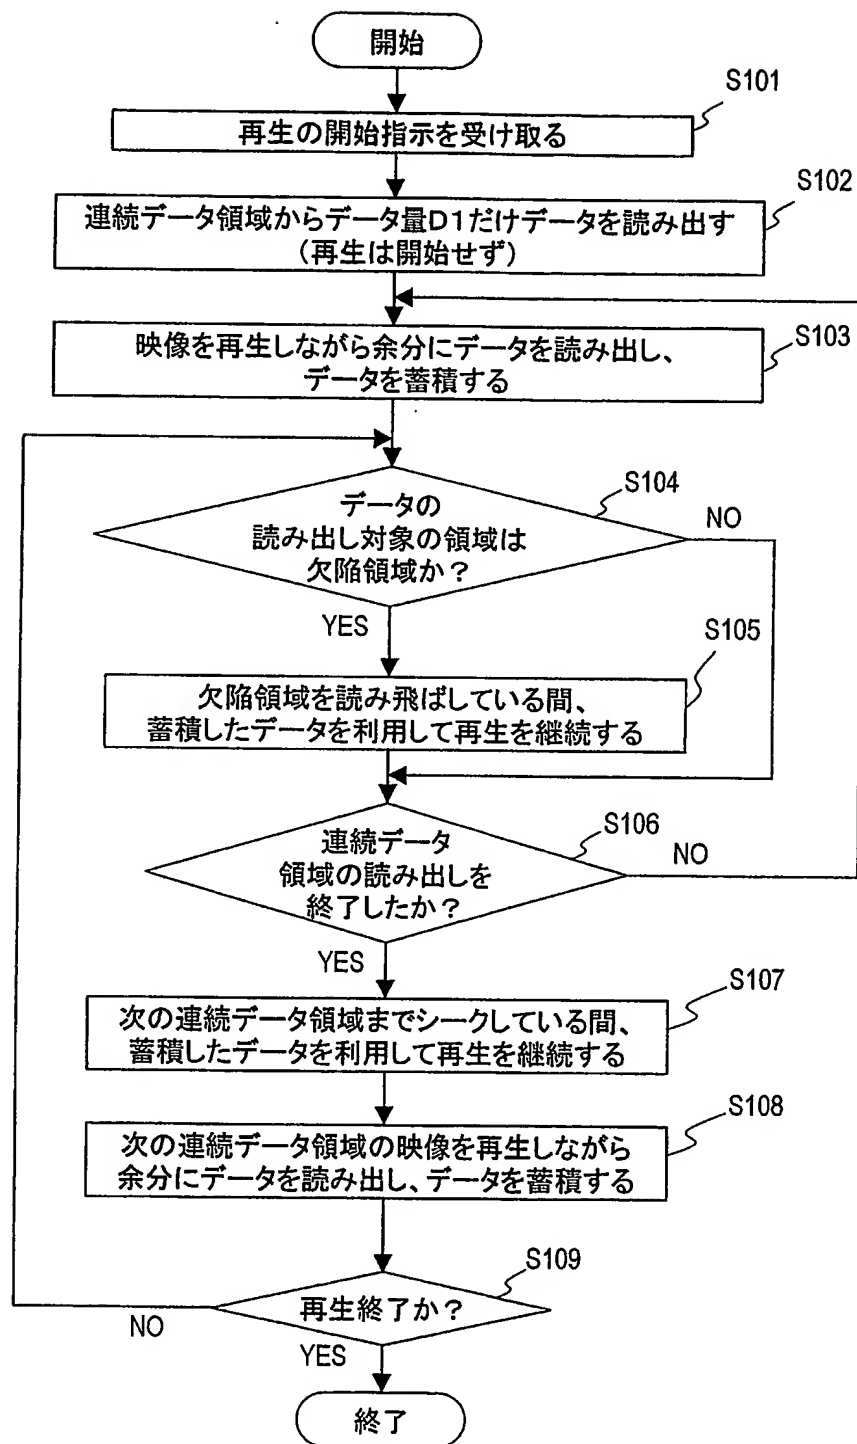 開始
S101
再生の開始指示を受け取る
S102
連続データ領域からデータ量D1だけデータを読み出す
(再生は開始せず)
S103
映像を再生しながら余分にデータを読み出し、
データを蓄積する
S104
データの
読み出し対象の領域は
欠陥領域か?
NO
YES
S105
欠陥領域を読み飛ばしている間、
蓄積したデータを利用して再生を継続する
S106
連続データ
領域の読み出しを
終了したか?
NO
YES
S107
次の連続データ領域までシークしている間、
蓄積したデータを利用して再生を継続する
S108
次の連続データ領域の映像を再生しながら
余分にデータを読み出し、データを蓄積する
S109
再生終了か?
NO
YES
終了